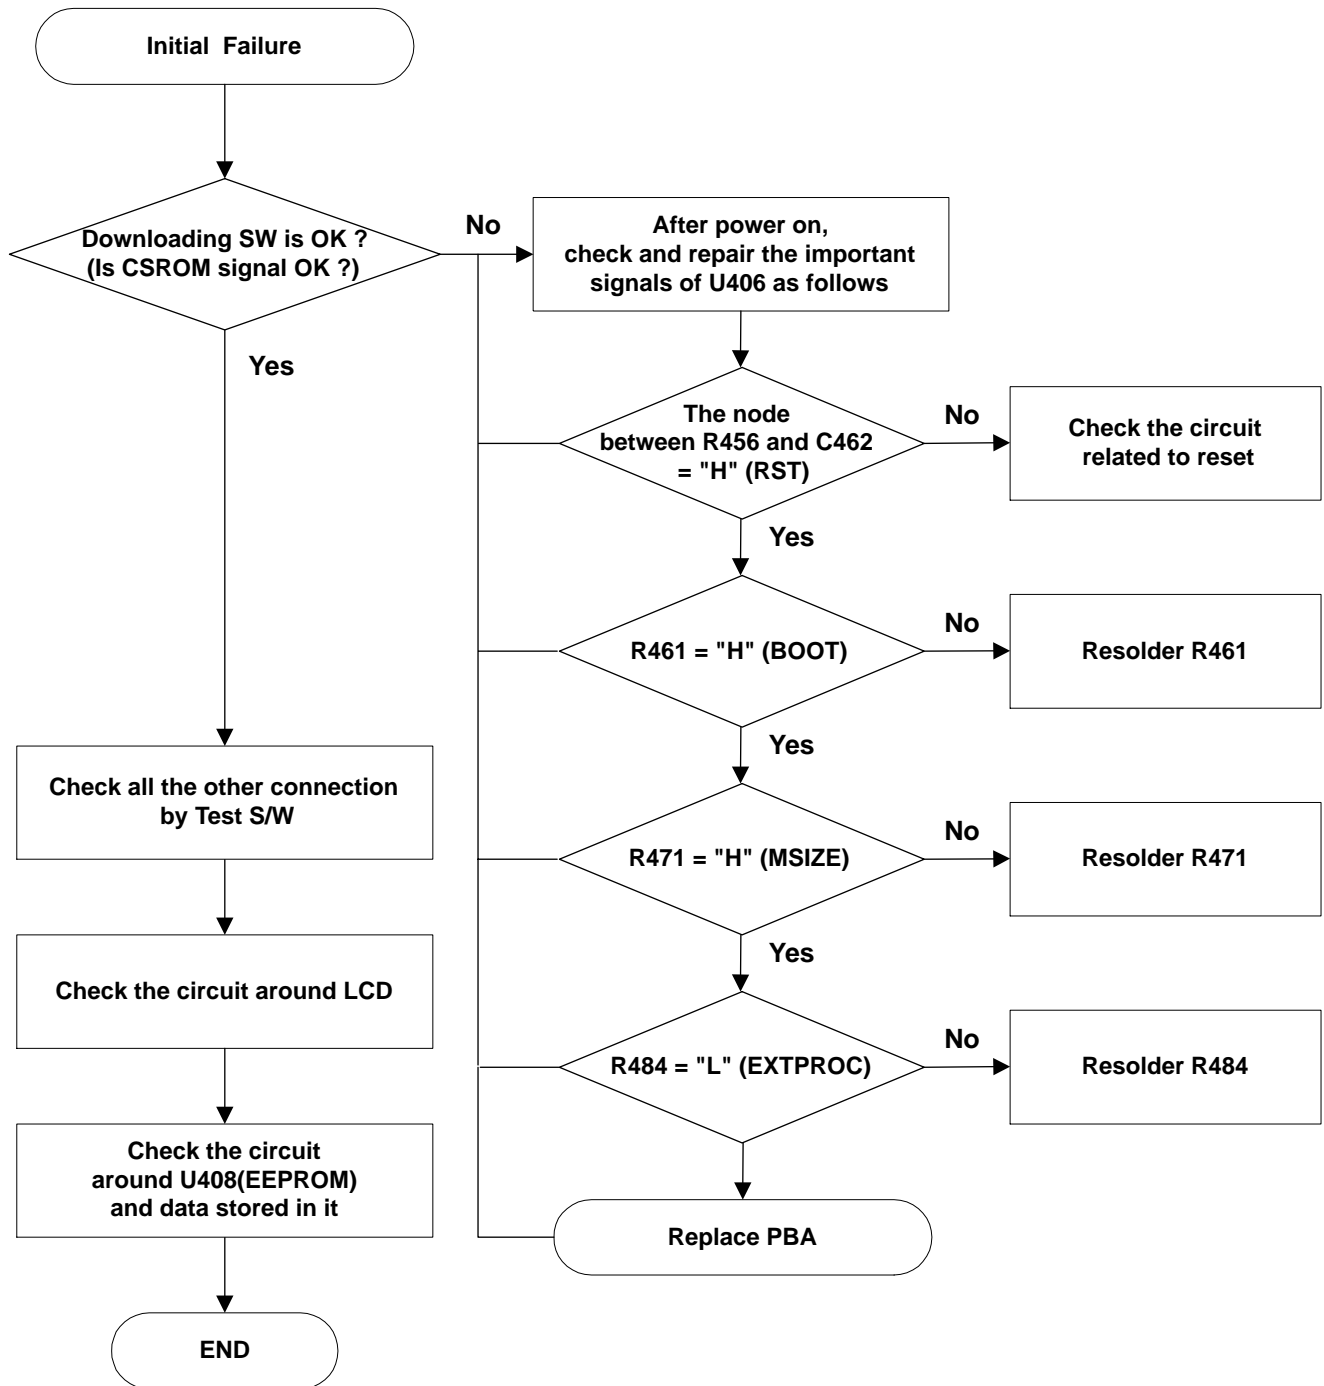 Initial Failure
Downloading SW is OK ?
(Is CSROM signal OK ?)
No
After power on,
check and repair the important
signals of U406 as follows
Yes
The node
between R456 and C462
= "H" (RST)
No
Check the circuit
related to reset
Yes
R461 = "H" (BOOT)
No
Resolder R461
Yes
Check all the other connection
by Test S/W
R471 = "H" (MSIZE)
No
Resolder R471
Yes
Check the circuit around LCD
R484 = "L" (EXTPROC)
No
Resolder R484
Check the circuit
around U408(EEPROM)
and data stored in it
Replace PBA
END